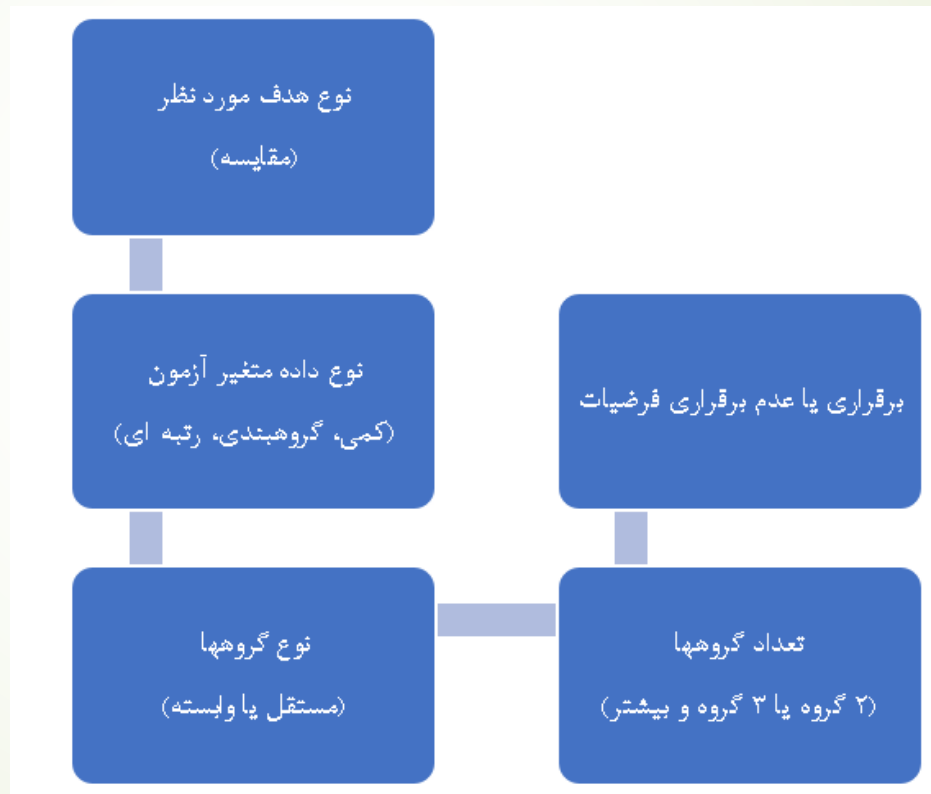 نوع هدف مورد نظر
(مقایسه)
نوع داده متغیر آزمون
(کمی، گروهبندی، رتبه ای)
نوع گروهها
(مستقل یا وابسته)
تعداد گروهها
(۲ گروه یا ۳ گروه و بیشتر)
برقراری یا عدم برقراری فرضیات